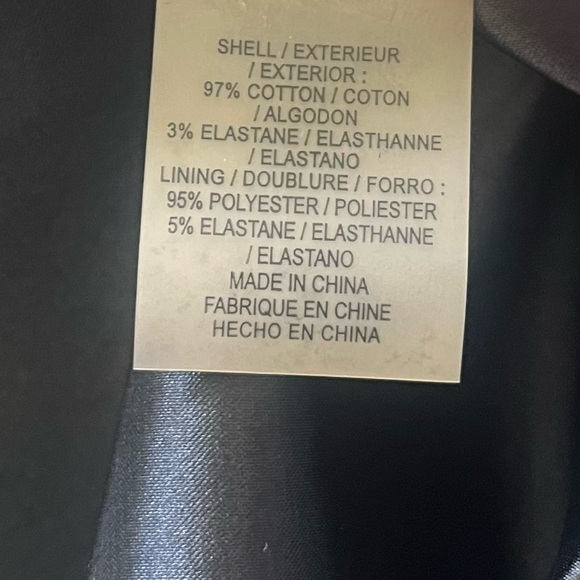 SHELL / EXTERIEUR
/ EXTERIOR :
97% COTTON / COTON
/ ALGODON
3% ELASTANE / ELASTHANNE
/ ELASTANO
LINING / DOUBLURE / FORRO :
95% POLYESTER / POLIESTER
5% ELASTANE / ELASTHANNE
/ ELASTANO
MADE IN CHINA
FABRIQUE EN CHINE
HECHO EN CHINA